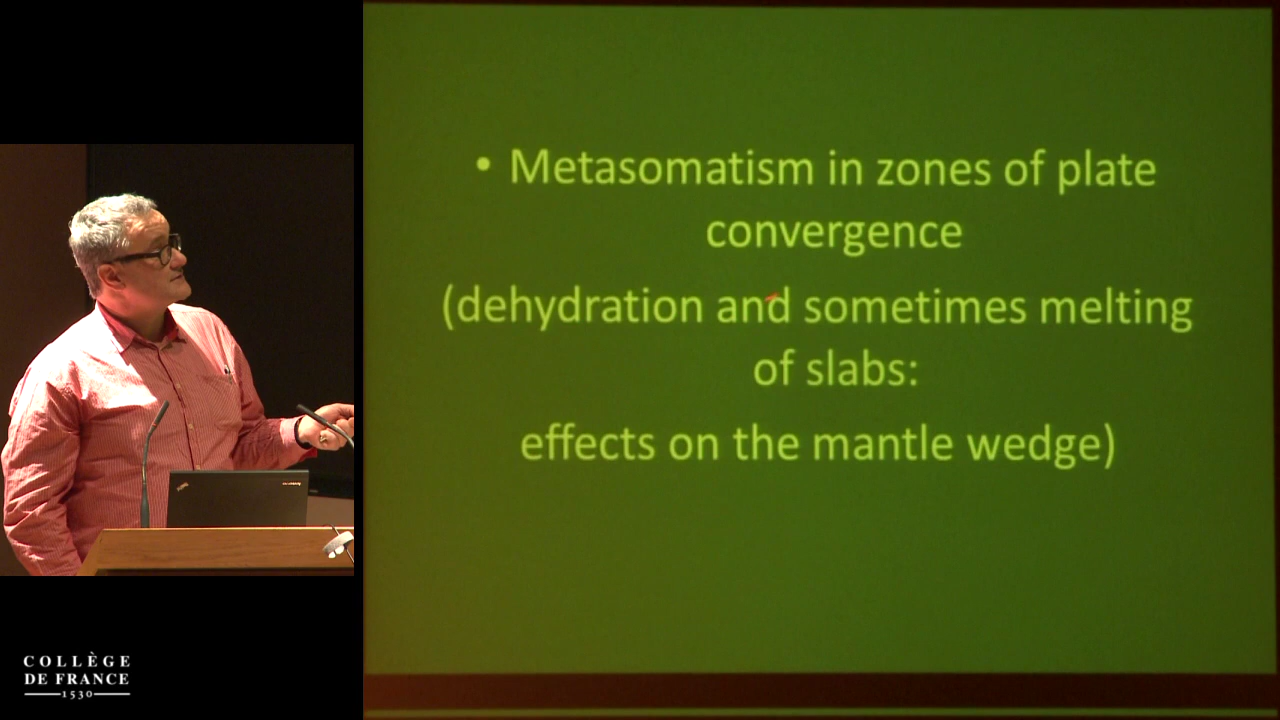 • Metasomatism in zones of plate
convergence
(dehydration and sometimes melting
of slabs:
effects on the mantle wedge)
COLLÈGE
DE FRANCE
1530